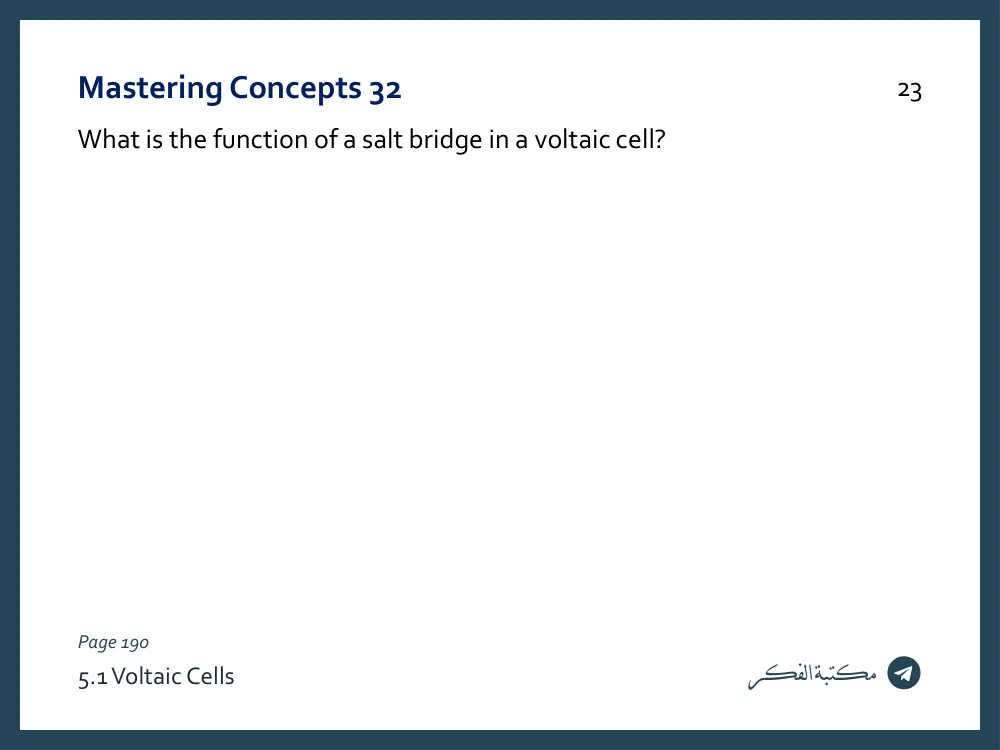 Mastering Concepts 32
23
What is the function of a salt bridge in a voltaic cell?
Page 190
5.1 Voltaic Cells
مكتبة الفكر